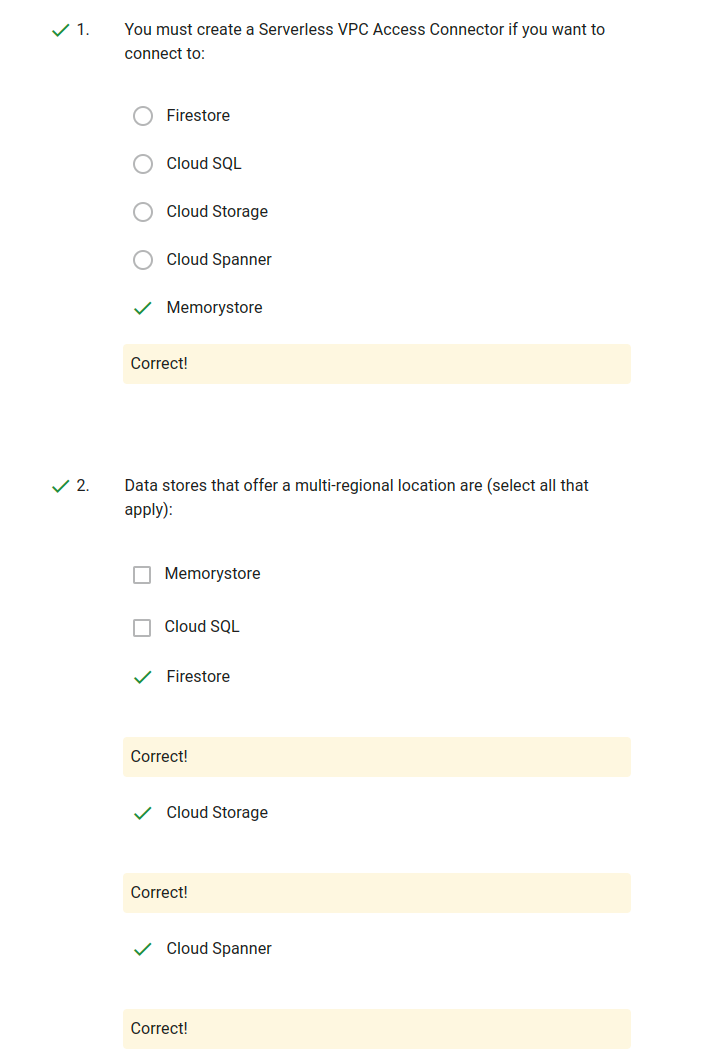 1. You must create a Serverless VPC Access Connector if you want to
connect to:
Firestore
Cloud SQL
Cloud Storage
Cloud Spanner
Memorystore
Correct!
2. Data stores that offer a multi-regional location are (select all that
apply):
Memorystore
Cloud SQL
Firestore
Correct!
Cloud Storage
Correct!
Cloud Spanner
Correct!